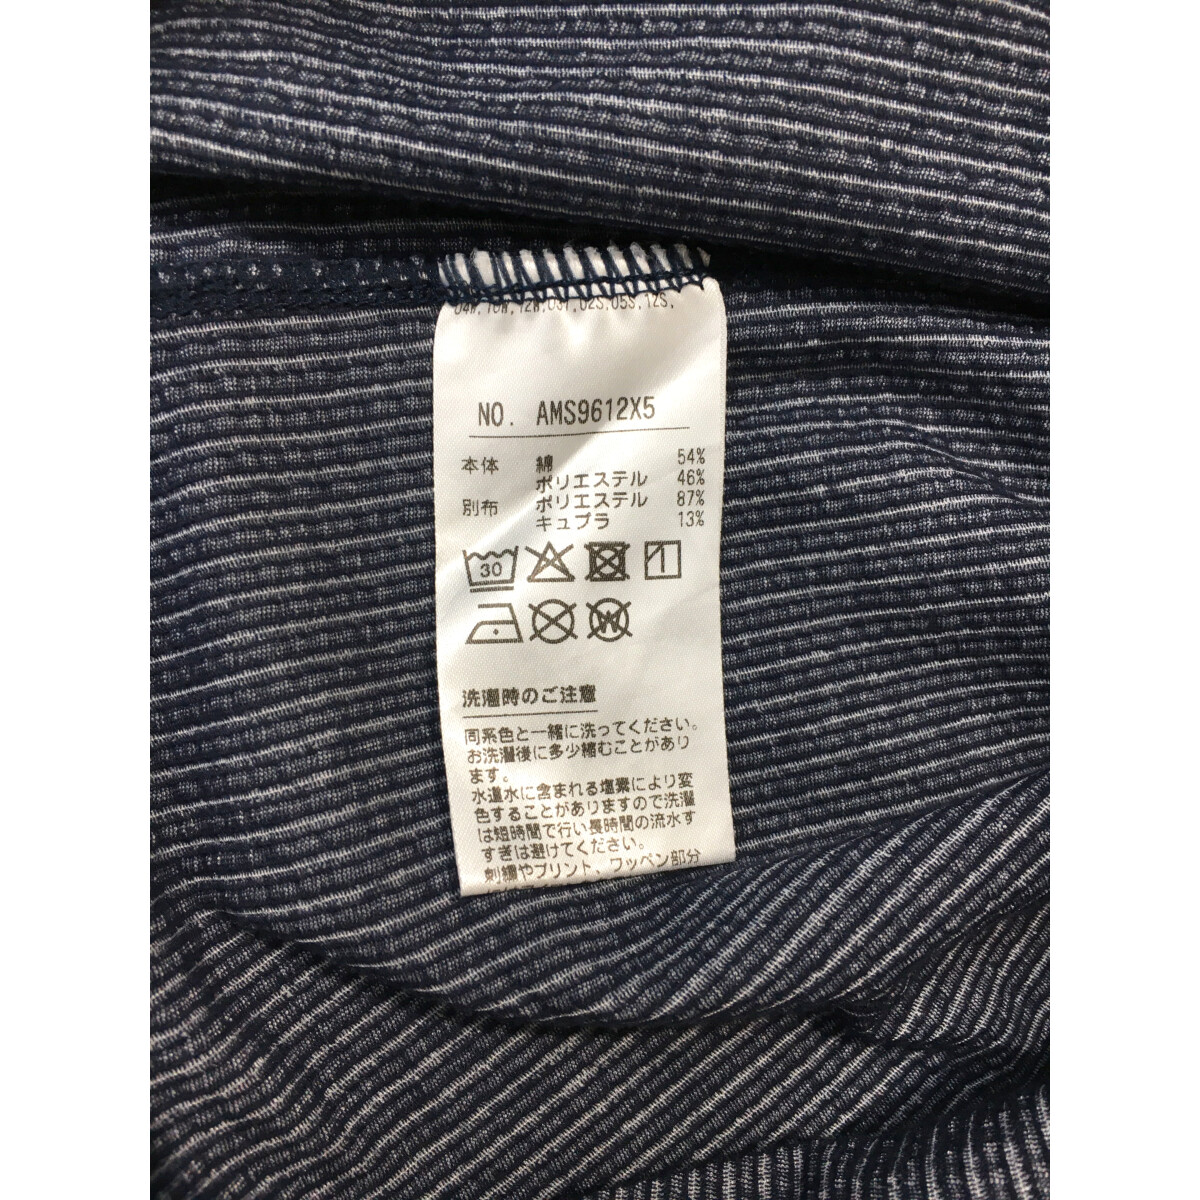 NO. AMS9612X5
本体 綿 54%
ポリエステル 46%
別布 ポリエステル 87%
キュプラ 13%
30
W
洗濯時のご注意
同系色と一緒に洗ってください。
お洗濯後に多少縮むことがあり
ます。
水道水に含まれる塩素により変
色することがありますので洗濯
は短時間で行い長時間の流水す
すぎは避けてください。
刺繍やプリント、ワッペン部分